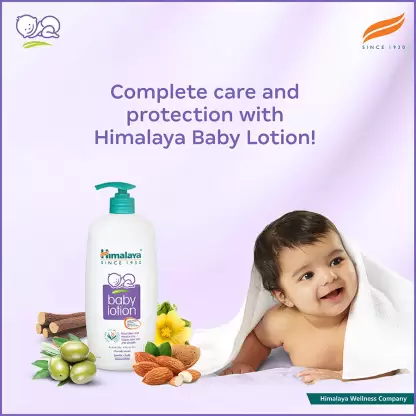 SINCE 1930
Complete care and
protection with
Himalaya Baby Lotion!
Himalaya
SINCE 1930
baby
lotion
Himalaya Wellness Company